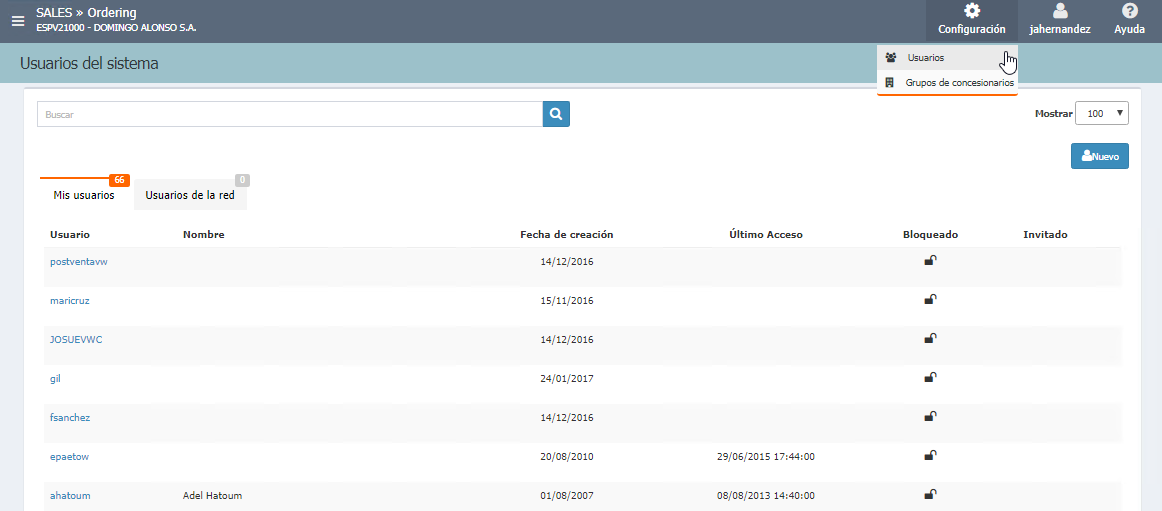 SALES » Ordering
ESPV21000 - DOMINGO ALONSO S.A.
Configuración jahernandez Ayuda
Usuarios del sistema
Usuarios
Grupos de concesionarios
Buscar
Mostrar 100
Nuevo
66 0
Mis usuarios Usuarios de la red
Usuario Nombre Fecha de creación Último Acceso Bloqueado Invitado
postventavw 14/12/2016
maricruz 15/11/2016
JOSUEVWC 14/12/2016
gil 24/01/2017
fsanchez 14/12/2016
epaetow 20/08/2010 29/06/2015 17:44:00
ahatoum Adel Hatoum 01/08/2007 08/08/2013 14:40:00